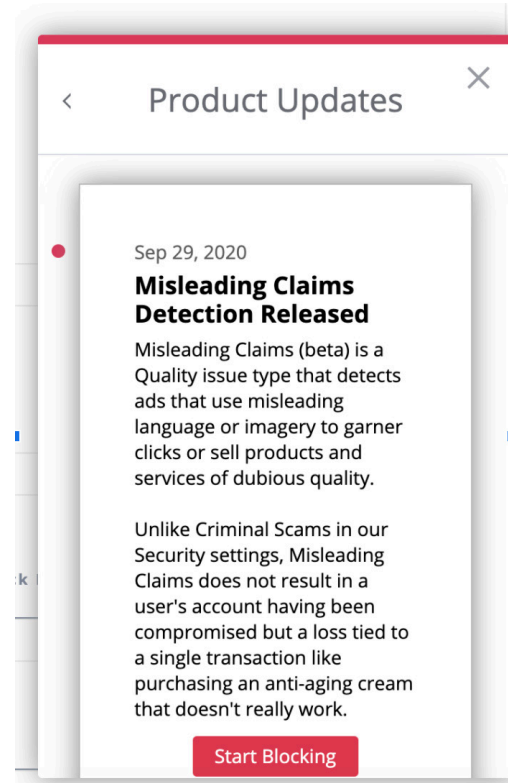 Product Updates
Sep 29, 2020
Misleading Claims
Detection Released
Misleading Claims (beta) is a
Quality issue type that detects
ads that use misleading
language or imagery to garner
clicks or sell products and
services of dubious quality.
Unlike Criminal Scams in our
Security settings, Misleading
Claims does not result in a
user's account having been
compromised but a loss tied to
a single transaction like
purchasing an anti-aging cream
that doesn't really work.
Start Blocking